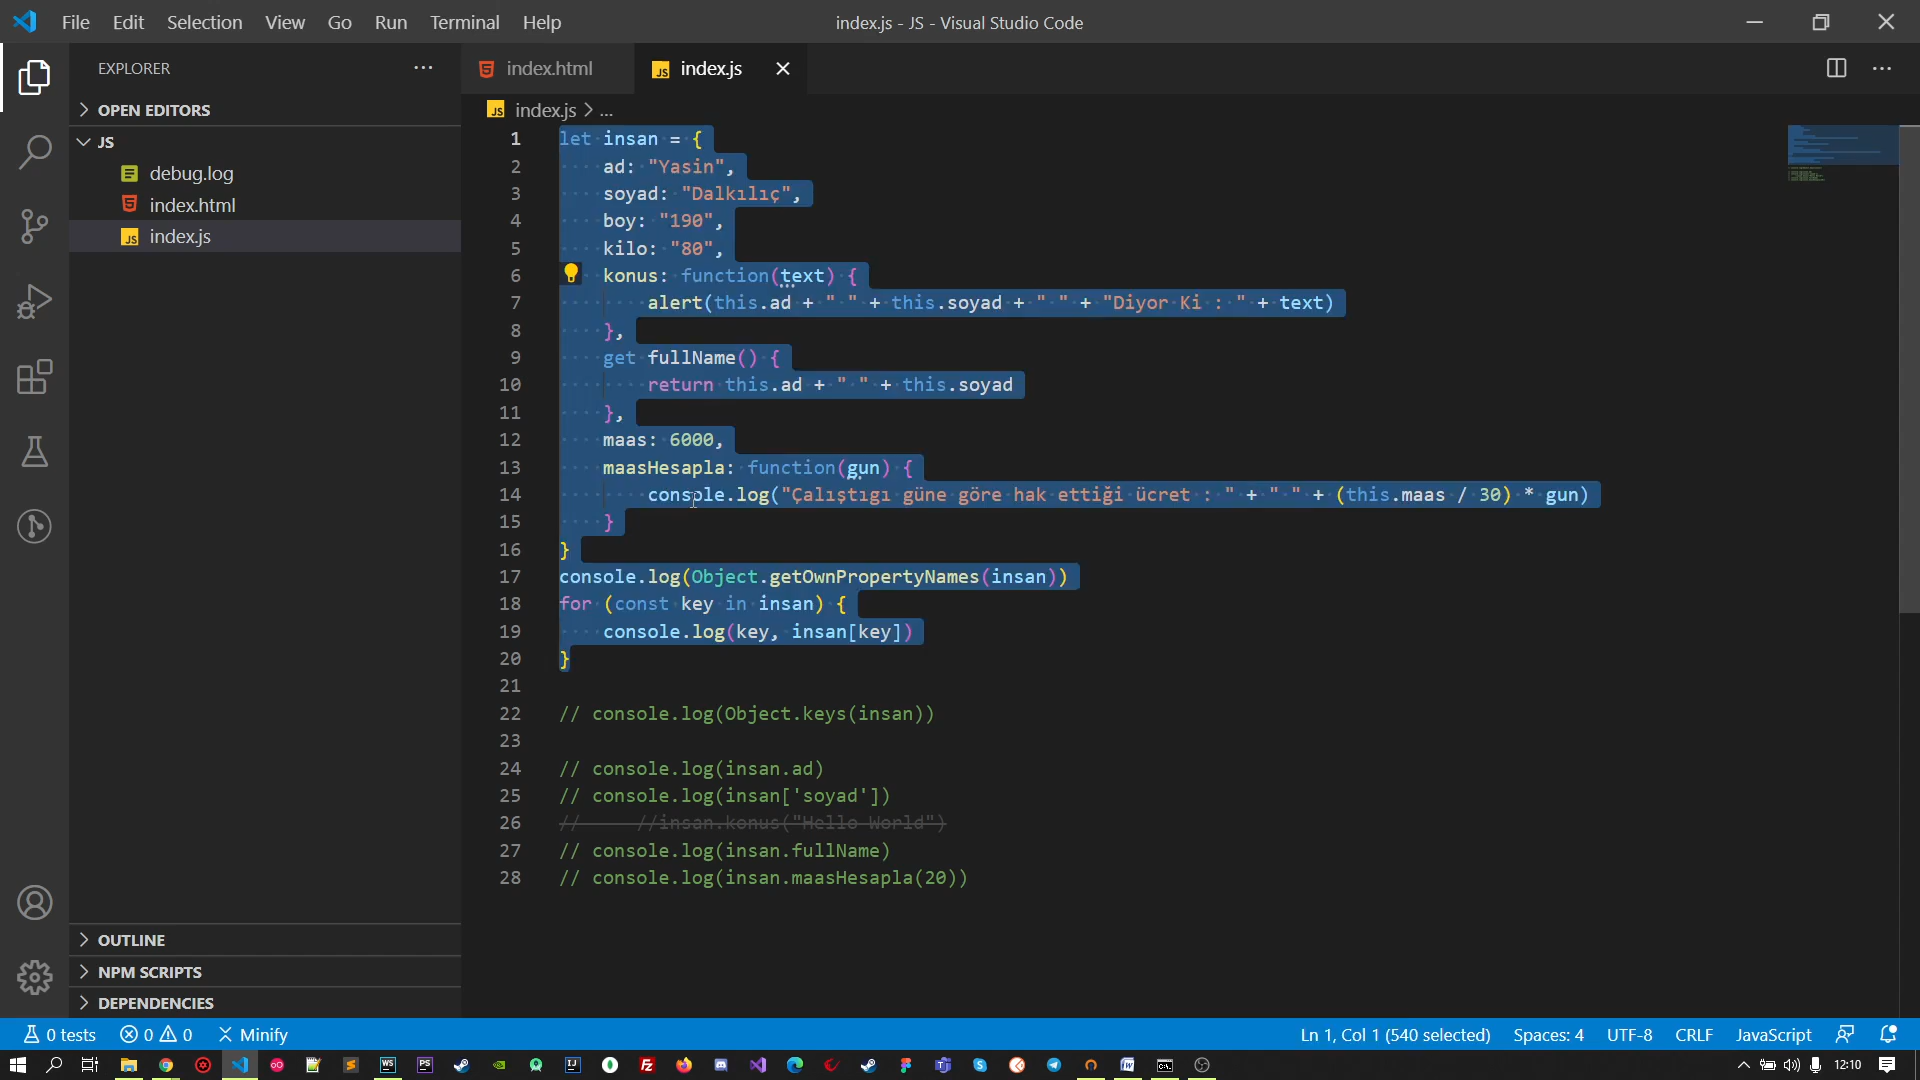 File Edit Selection View Go Run Terminal Help
index.js - JS - Visual Studio Code
EXPLORER
index.html
index.js
OPEN EDITORS
index.js > ...
JS
debug.log
index.html
index.js
1 let insan = {
2 ad: "Yasin",
3 soyad: "Dalkılıç",
4 boy: "190",
5 kilo: "80",
6 konus: function(text) {
7 alert(this.ad + " " + this.soyad + " " + "Diyor Ki : " + text)
8 },
9 get fullName() {
10 return this.ad + " " + this.soyad
11 },
12 maas: 6000,
13 maasHesapla: function(gun) {
14 console.log("Çalıştıgı güne göre hak ettiği ücret : " + " " + (this.maas / 30) * gun)
15 }
16 }
17 console.log(Object.getOwnPropertyNames(insan))
18 for (const key in insan) {
19 console.log(key, insan[key])
20 }
21
22 // console.log(Object.keys(insan))
23
24 // console.log(insan.ad)
25 // console.log(insan['soyad'])
26 // //insan.konus("Hello World")
27 // console.log(insan.fullName)
28 // console.log(insan.maasHesapla(20))
OUTLINE
NPM SCRIPTS
DEPENDENCIES
0 tests 0 0 Minify
Ln 1, Col 1 (540 selected) Spaces: 4 UTF-8 CRLF JavaScript
12:10